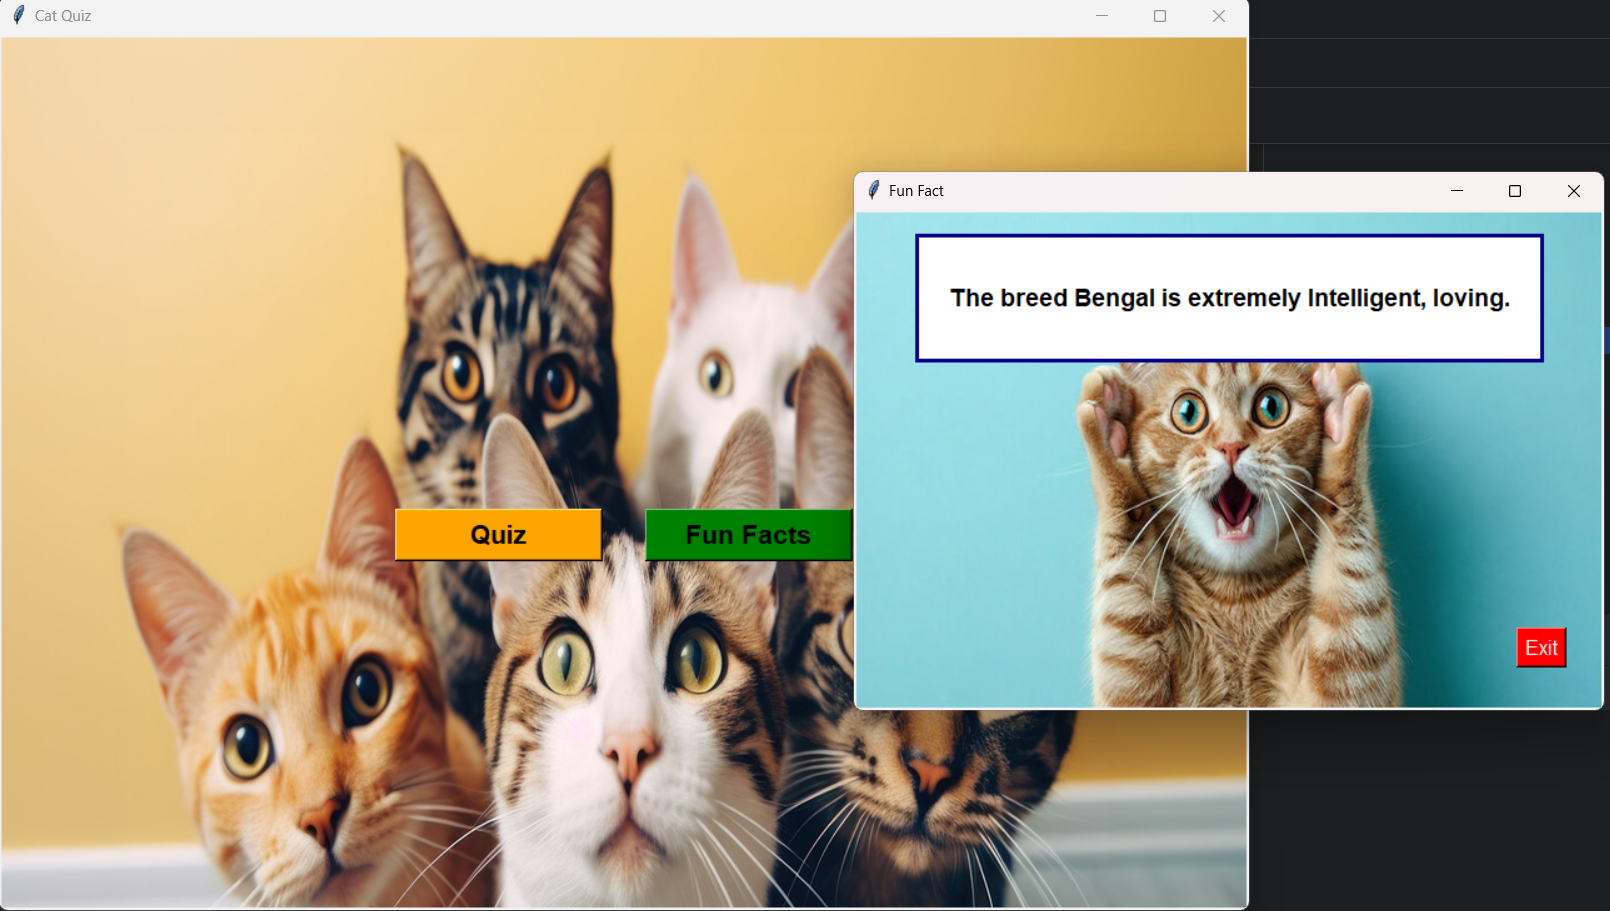 Cat Quiz
Fun Fact
The breed Bengal is extremely Intelligent, loving.
Quiz
Fun Facts
Exit